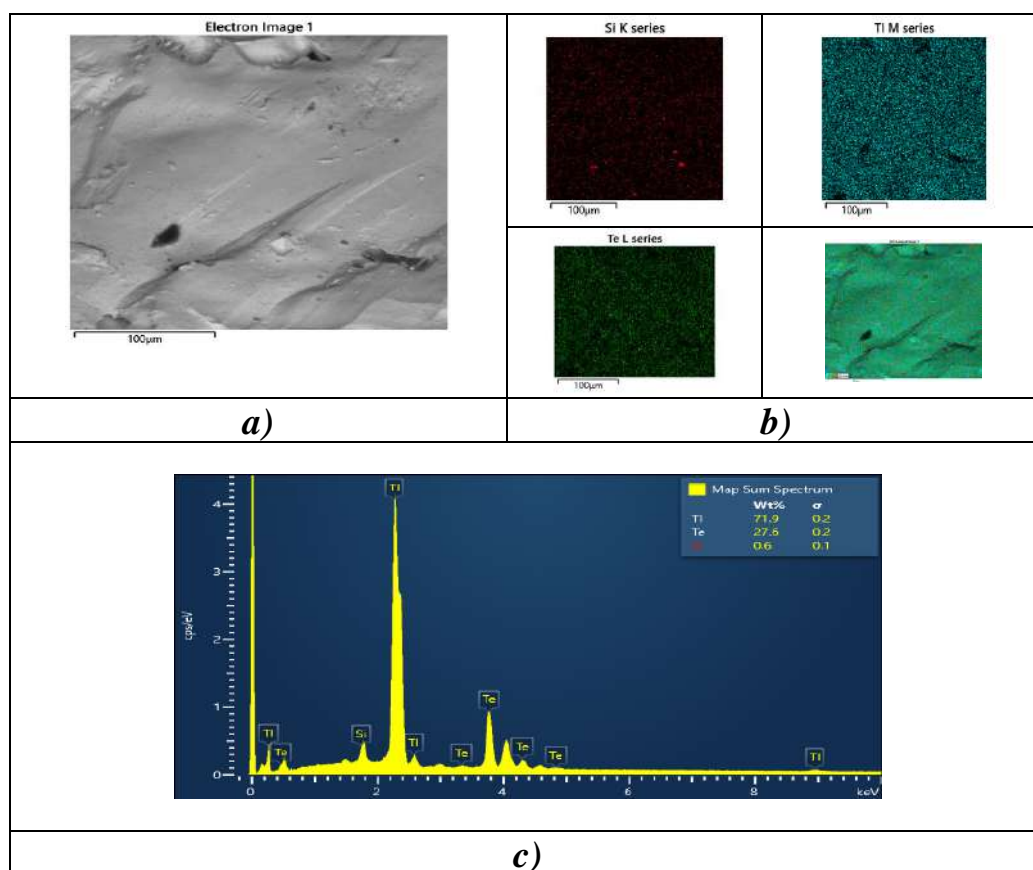 Electron Image 1
100µm
Si K series
100µm
Tl M series
100µm
Te L series
100µm
a)
b)
cps/eV
4
3
2
1
0
Tl
Te
Si
Tl
Tl
Te
Te
Te
Te
Tl
0
2
4
6
8
keV
Map Sum Spectrum
Wt% σ
Tl 71.9 0.2
Te 27.6 0.2
0.6 0.1
c)